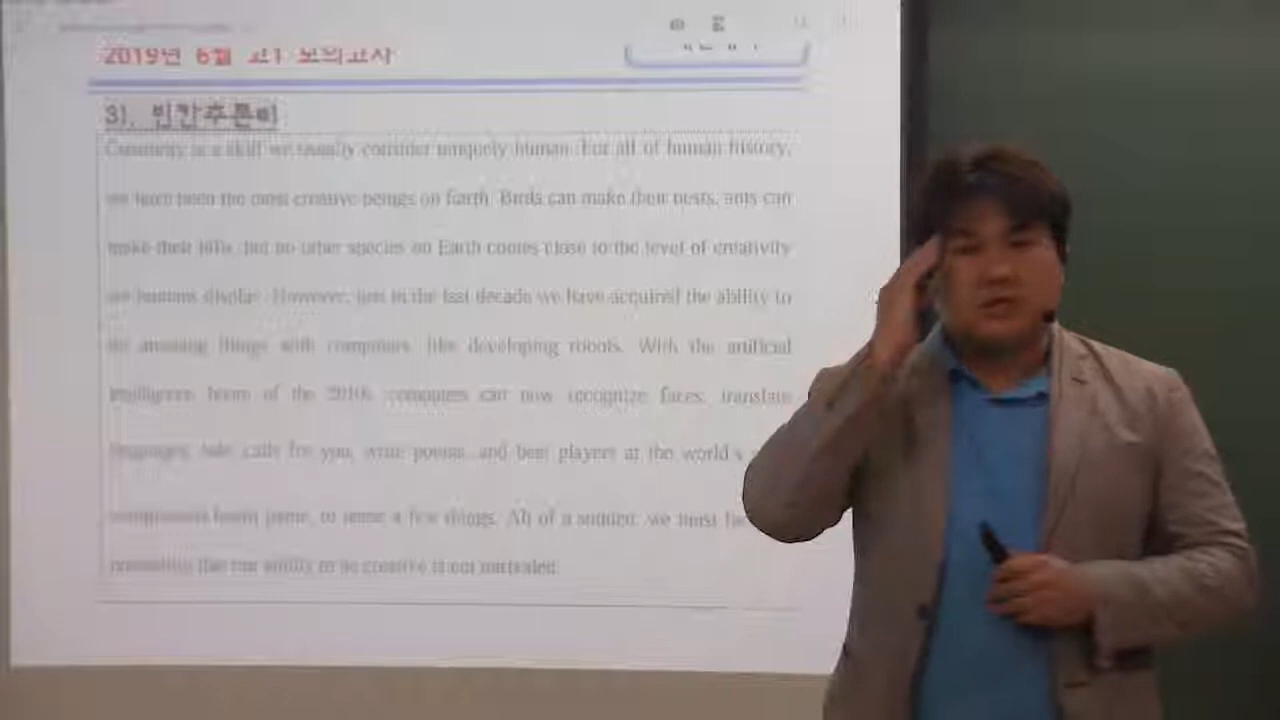 2019년 6월 고1 모의고사
31. 빈칸추론
Creativity is a skill we usually consider uniquely human. For all of human history,
we have been the most creative beings on Earth. Birds can make their nests, ants can
make their hills, but no other species on Earth comes close to the level of creativity
we humans display. However, just in the last decade we have acquired the ability to
do amazing things with computers, like developing robots. With the artificial
intelligence boom of the 2010s, computers can now recognize faces, translate
languages, take calls for you, write poems, and beat players at the world's
complicated board game, to name a few things. All of a sudden, we must
possibility that our ability to be creative is not unrivaled.